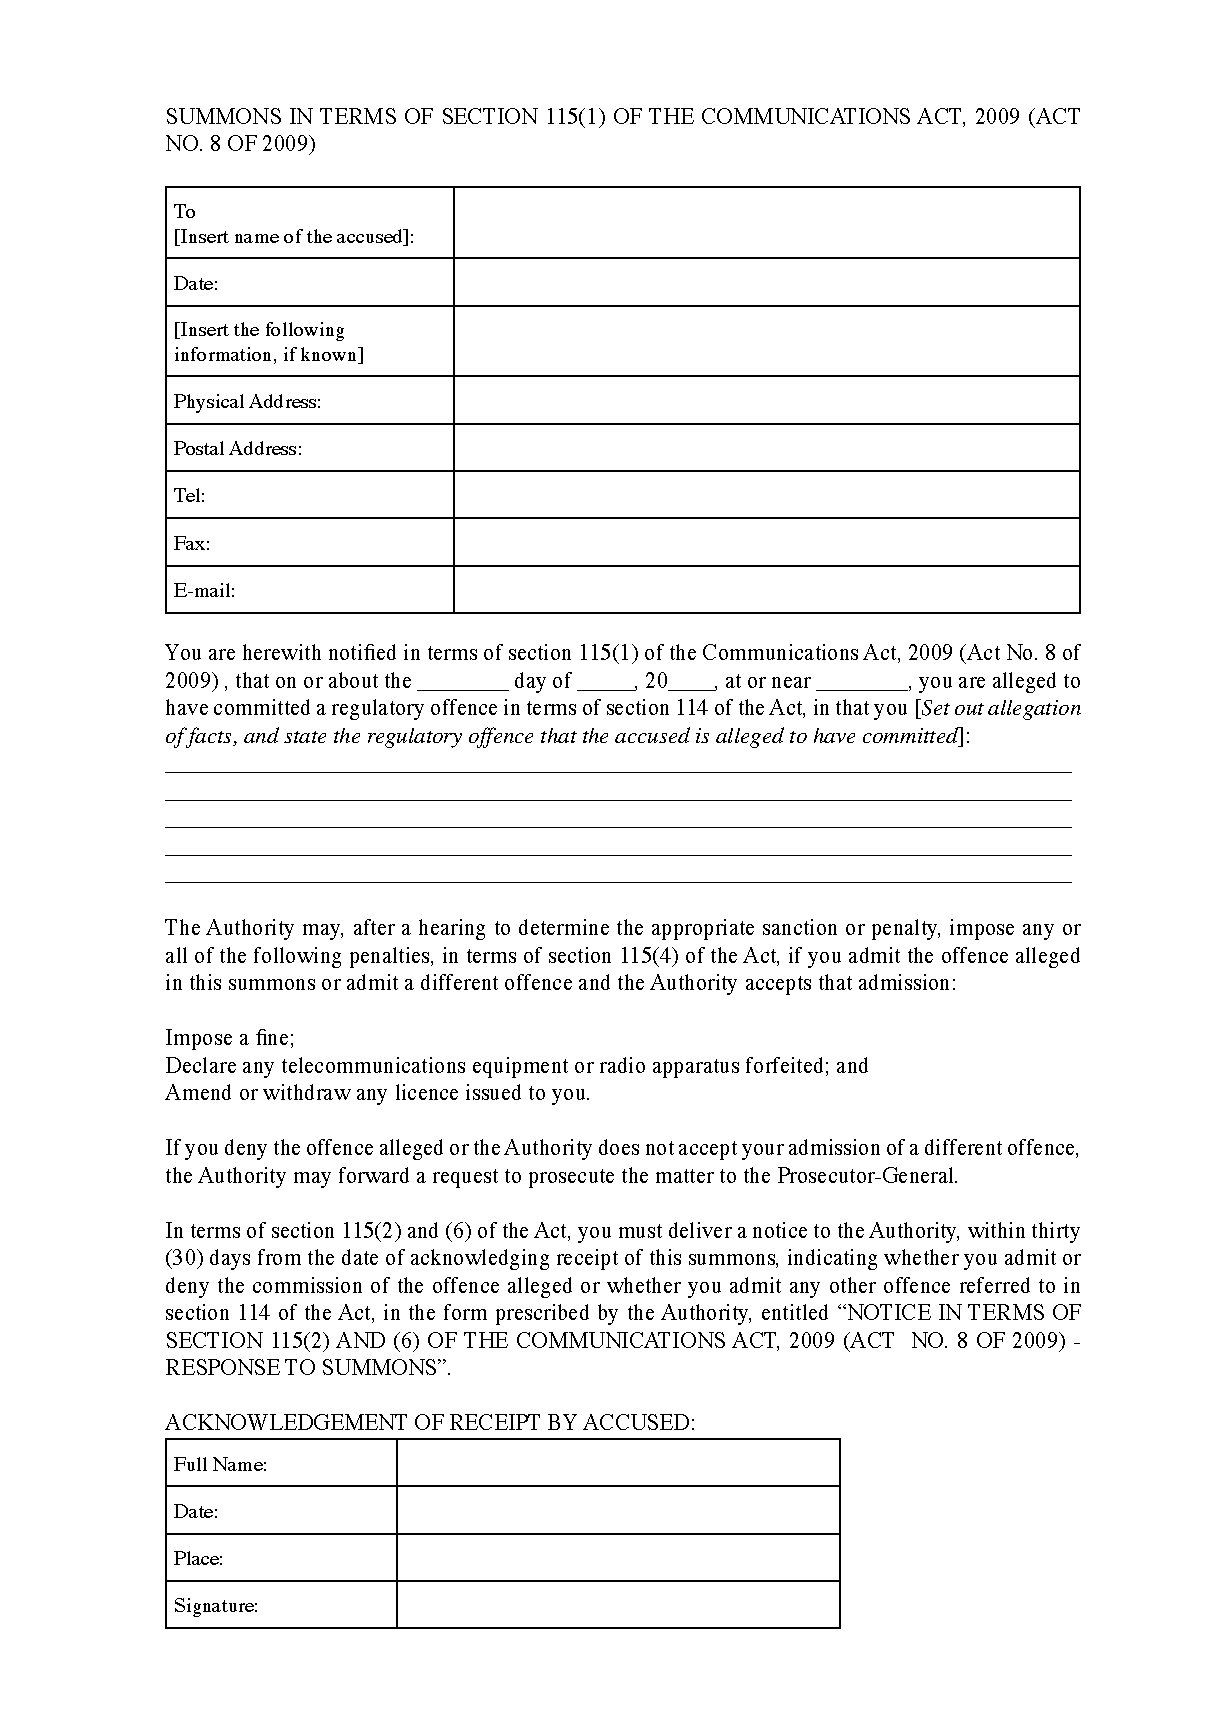 SUMMONS IN TERMS OF SECTION 115(1) OF THE COMMUNICATIONS ACT, 2009 (ACT
NO. 8 OF 2009)
To
[Insert name of the accused]:
Date:
[Insert the following
information, if known]
Physical Address:
Postal Address:
Tel:
Fax:
E-mail:
You are herewith notified in terms of section 115(1) of the Communications Act, 2009 (Act No. 8 of
2009) , that on or about the ________ day of _____, 20____, at or near ________, you are alleged to
have committed a regulatory offence in terms of section 114 of the Act, in that you [Set out allegation
of facts, and state the regulatory offence that the accused is alleged to have committed]:
The Authority may, after a hearing to determine the appropriate sanction or penalty, impose any or
all of the following penalties, in terms of section 115(4) of the Act, if you admit the offence alleged
in this summons or admit a different offence and the Authority accepts that admission:
Impose a fine;
Declare any telecommunications equipment or radio apparatus forfeited; and
Amend or withdraw any licence issued to you.
If you deny the offence alleged or the Authority does not accept your admission of a different offence,
the Authority may forward a request to prosecute the matter to the Prosecutor-General.
In terms of section 115(2) and (6) of the Act, you must deliver a notice to the Authority, within thirty
(30) days from the date of acknowledging receipt of this summons, indicating whether you admit or
deny the commission of the offence alleged or whether you admit any other offence referred to in
section 114 of the Act, in the form prescribed by the Authority, entitled “NOTICE IN TERMS OF
SECTION 115(2) AND (6) OF THE COMMUNICATIONS ACT, 2009 (ACT NO. 8 OF 2009) -
RESPONSE TO SUMMONS”.
ACKNOWLEDGEMENT OF RECEIPT BY ACCUSED:
Full Name:
Date:
Place:
Signature: